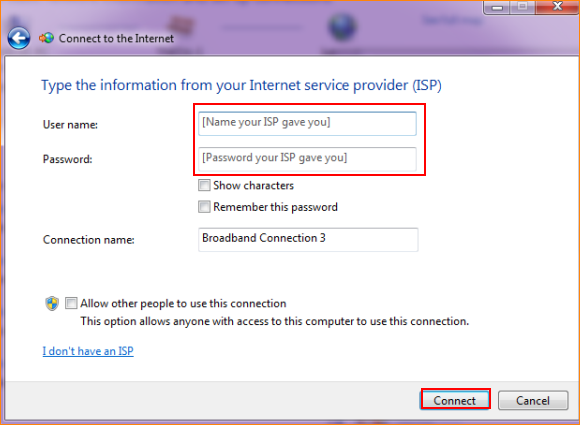 Connect to the Internet
Type the information from your Internet service provider (ISP)
User name:
[Name your ISP gave you]
Password:
[Password your ISP gave you]
Show characters
Remember this password
Connection name:
Broadband Connection 3
Allow other people to use this connection
This option allows anyone with access to this computer to use this connection.
I don't have an ISP
Connect
Cancel